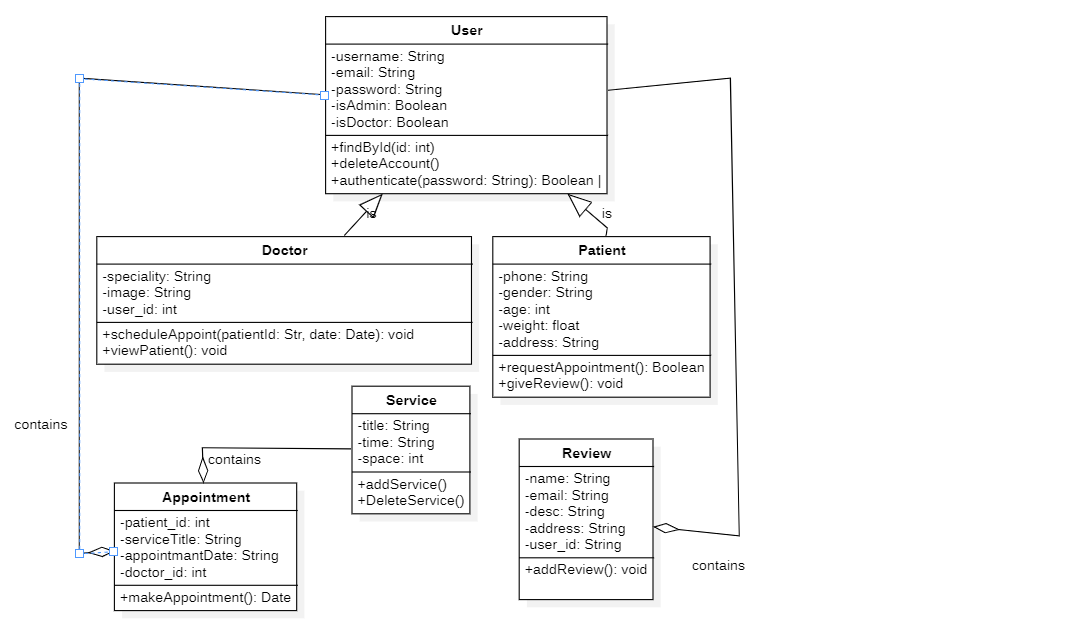 User
-username: String
-email: String
-password: String
-isAdmin: Boolean
-isDoctor: Boolean
+findById(id: int)
+deleteAccount()
+authenticate(password: String): Boolean |
is
is
Doctor
-speciality: String
-image: String
-user_id: int
+scheduleAppoint(patientId: Str, date: Date): void
+viewPatient(): void
Patient
-phone: String
-gender: String
-age: int
-weight: float
-address: String
+requestAppointment(): Boolean
+giveReview(): void
contains
Service
-title: String
-time: String
-space: int
+addService()
+DeleteService()
contains
Appointment
-patient_id: int
-serviceTitle: String
-appointmantDate: String
-doctor_id: int
+makeAppointment(): Date
Review
-name: String
-email: String
-desc: String
-address: String
-user_id: String
+addReview(): void
contains